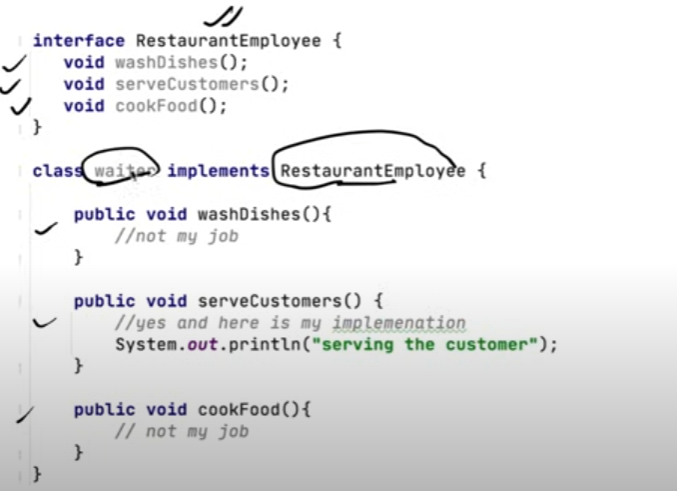 interface RestaurantEmployee {
void washDishes();
void serveCustomers();
void cookFood();
}
class waiter implements RestaurantEmployee {
public void washDishes(){
//not my job
}
public void serveCustomers() {
//yes and here is my implemenation
System.out.println("serving the customer");
}
public void cookFood(){
// not my job
}
}